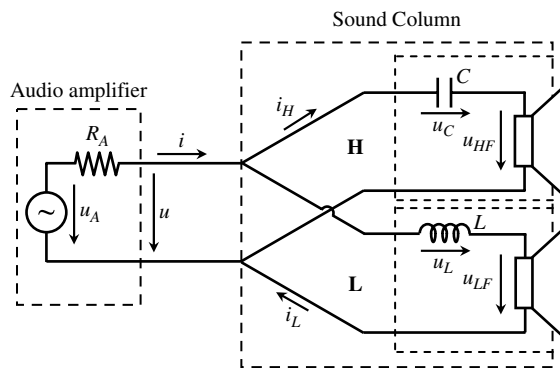 Sound Column
Audio amplifier
R_A
i
i_H
C
u_C
u_HF
H
~
u_A
u
L
u_L
u_LF
L
i_L